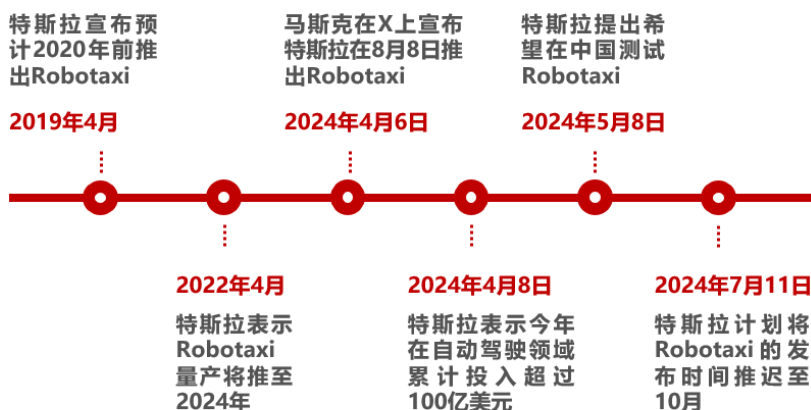 特斯拉宣布预
计2020年前推
出Robotaxi
2019年4月
马斯克在X上宣布
特斯拉在8月8日推
出Robotaxi
2024年4月6日
特斯拉提出希
望在中国测试
Robotaxi
2024年5月8日
2022年4月
特斯拉表示
Robotaxi
量产将推至
2024年
2024年4月8日
特斯拉表示今年
在自动驾驶领域
累计投入超过
100亿美元
2024年7月11日
特斯拉计划将
Robotaxi的发
布时间推迟至
10月